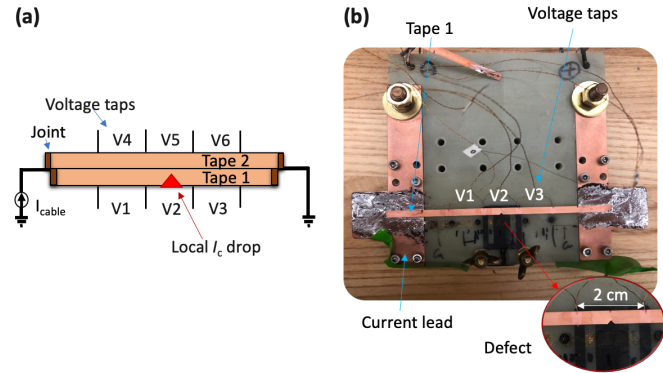 (a)
Voltage taps
Joint
V4 V5 V6
Tape 2
Tape 1
I_cable
V1 V2 V3
Local I_c drop
(b)
Tape 1
Voltage taps
V1 V2 V3
Current lead
2 cm
Defect